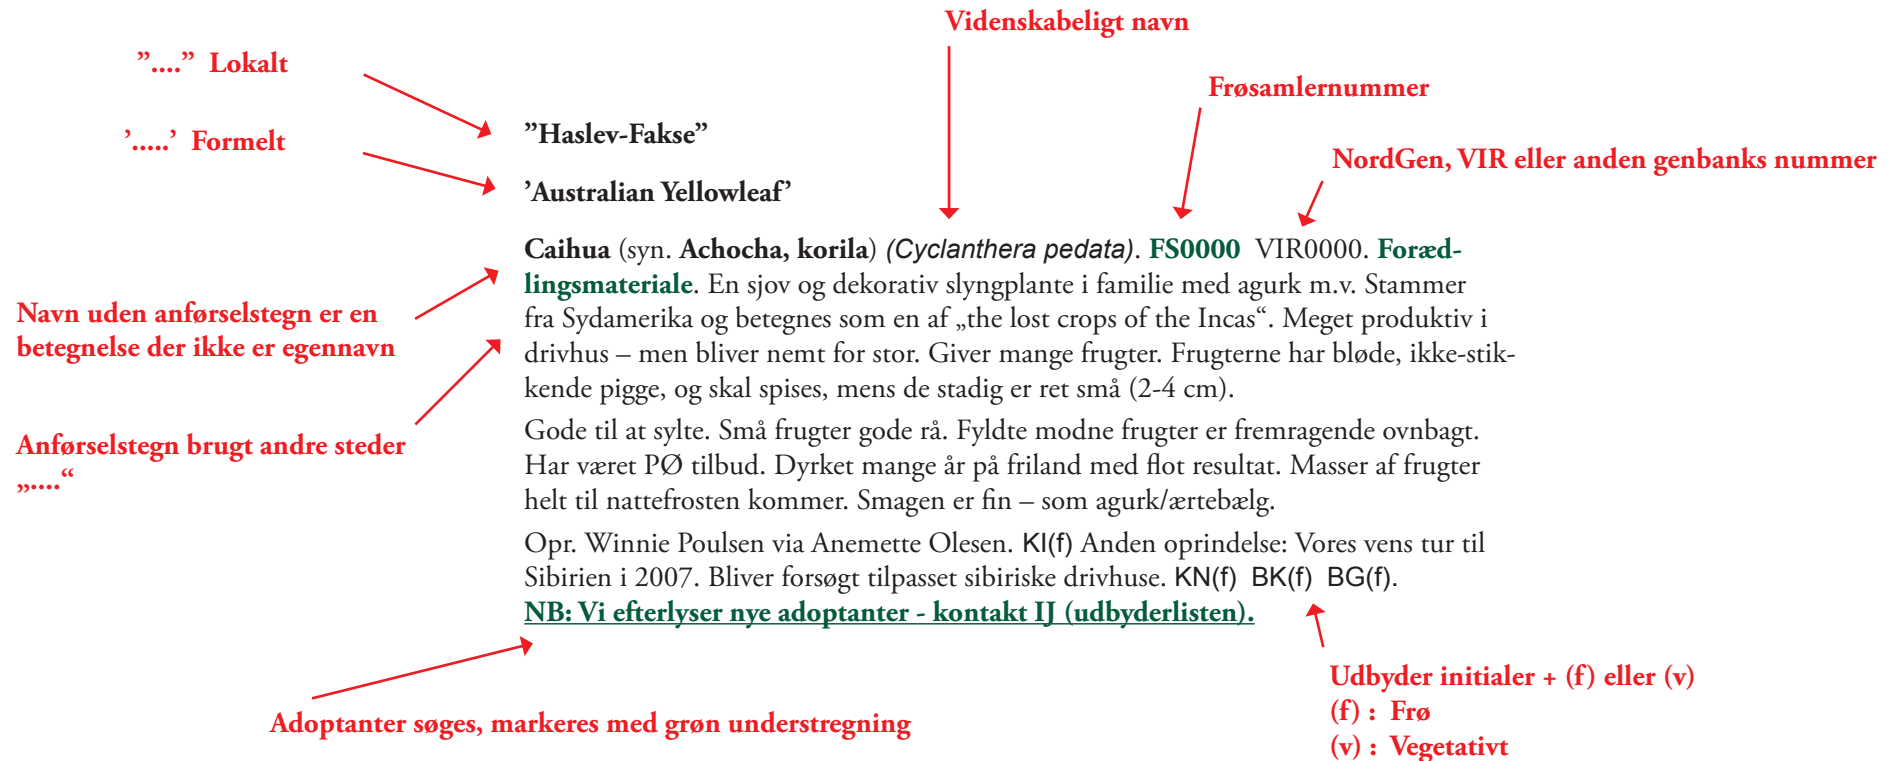 Videnskabeligt navn
”....” Lokalt
Frøsamlernummer
”Haslev-Fakse”
’.....’ Formelt
NordGen, VIR eller anden genbanks nummer
’Australian Yellowleaf’
Caihua (syn. Achocha, korila) (Cyclanthera pedata). FS0000 VIR0000. Foræd-
lingsmateriale. En sjov og dekorativ slyngplante i familie med agurk m.v. Stammer
fra Sydamerika og betegnes som en af „the lost crops of the Incas“. Meget produktiv i
drivhus – men bliver nemt for stor. Giver mange frugter. Frugterne har bløde, ikke-stik-
kende pigge, og skal spises, mens de stadig er ret små (2-4 cm).
Navn uden anførselstegn er en
betegnelse der ikke er egennavn
Gode til at sylte. Små frugter gode rå. Fyldte modne frugter er fremragende ovnbagt.
Har været PØ tilbud. Dyrket mange år på friland med flot resultat. Masser af frugter
helt til nattefrosten kommer. Smagen er fin – som agurk/ærtebælg.
Anførselstegn brugt andre steder
„....“
Opr. Winnie Poulsen via Anemette Olesen. KI(f) Anden oprindelse: Vores vens tur til
Sibirien i 2007. Bliver forsøgt tilpasset sibiriske drivhuse. KN(f) BK(f) BG(f).
NB: Vi efterlyser nye adoptanter - kontakt IJ (udbyderlisten).
Udbyder initialer + (f) eller (v)
(f) : Frø
(v) : Vegetativt
Adoptanter søges, markeres med grøn understregning